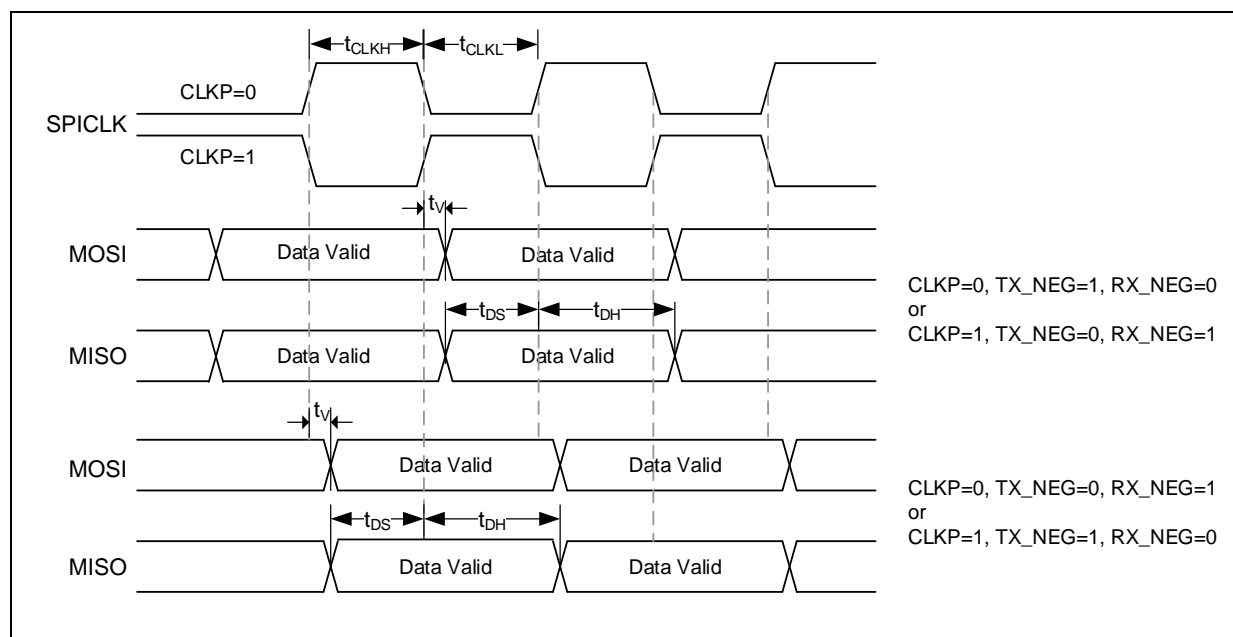 tCLKH tCLKL
CLKP=0
SPICLK
CLKP=1
tV
MOSI Data Valid Data Valid
CLKP=0, TX_NEG=1, RX_NEG=0
or
CLKP=1, TX_NEG=0, RX_NEG=1
tDS tDH
MISO Data Valid Data Valid
tV
MOSI Data Valid Data Valid
CLKP=0, TX_NEG=0, RX_NEG=1
or
CLKP=1, TX_NEG=1, RX_NEG=0
tDS tDH
MISO Data Valid Data Valid